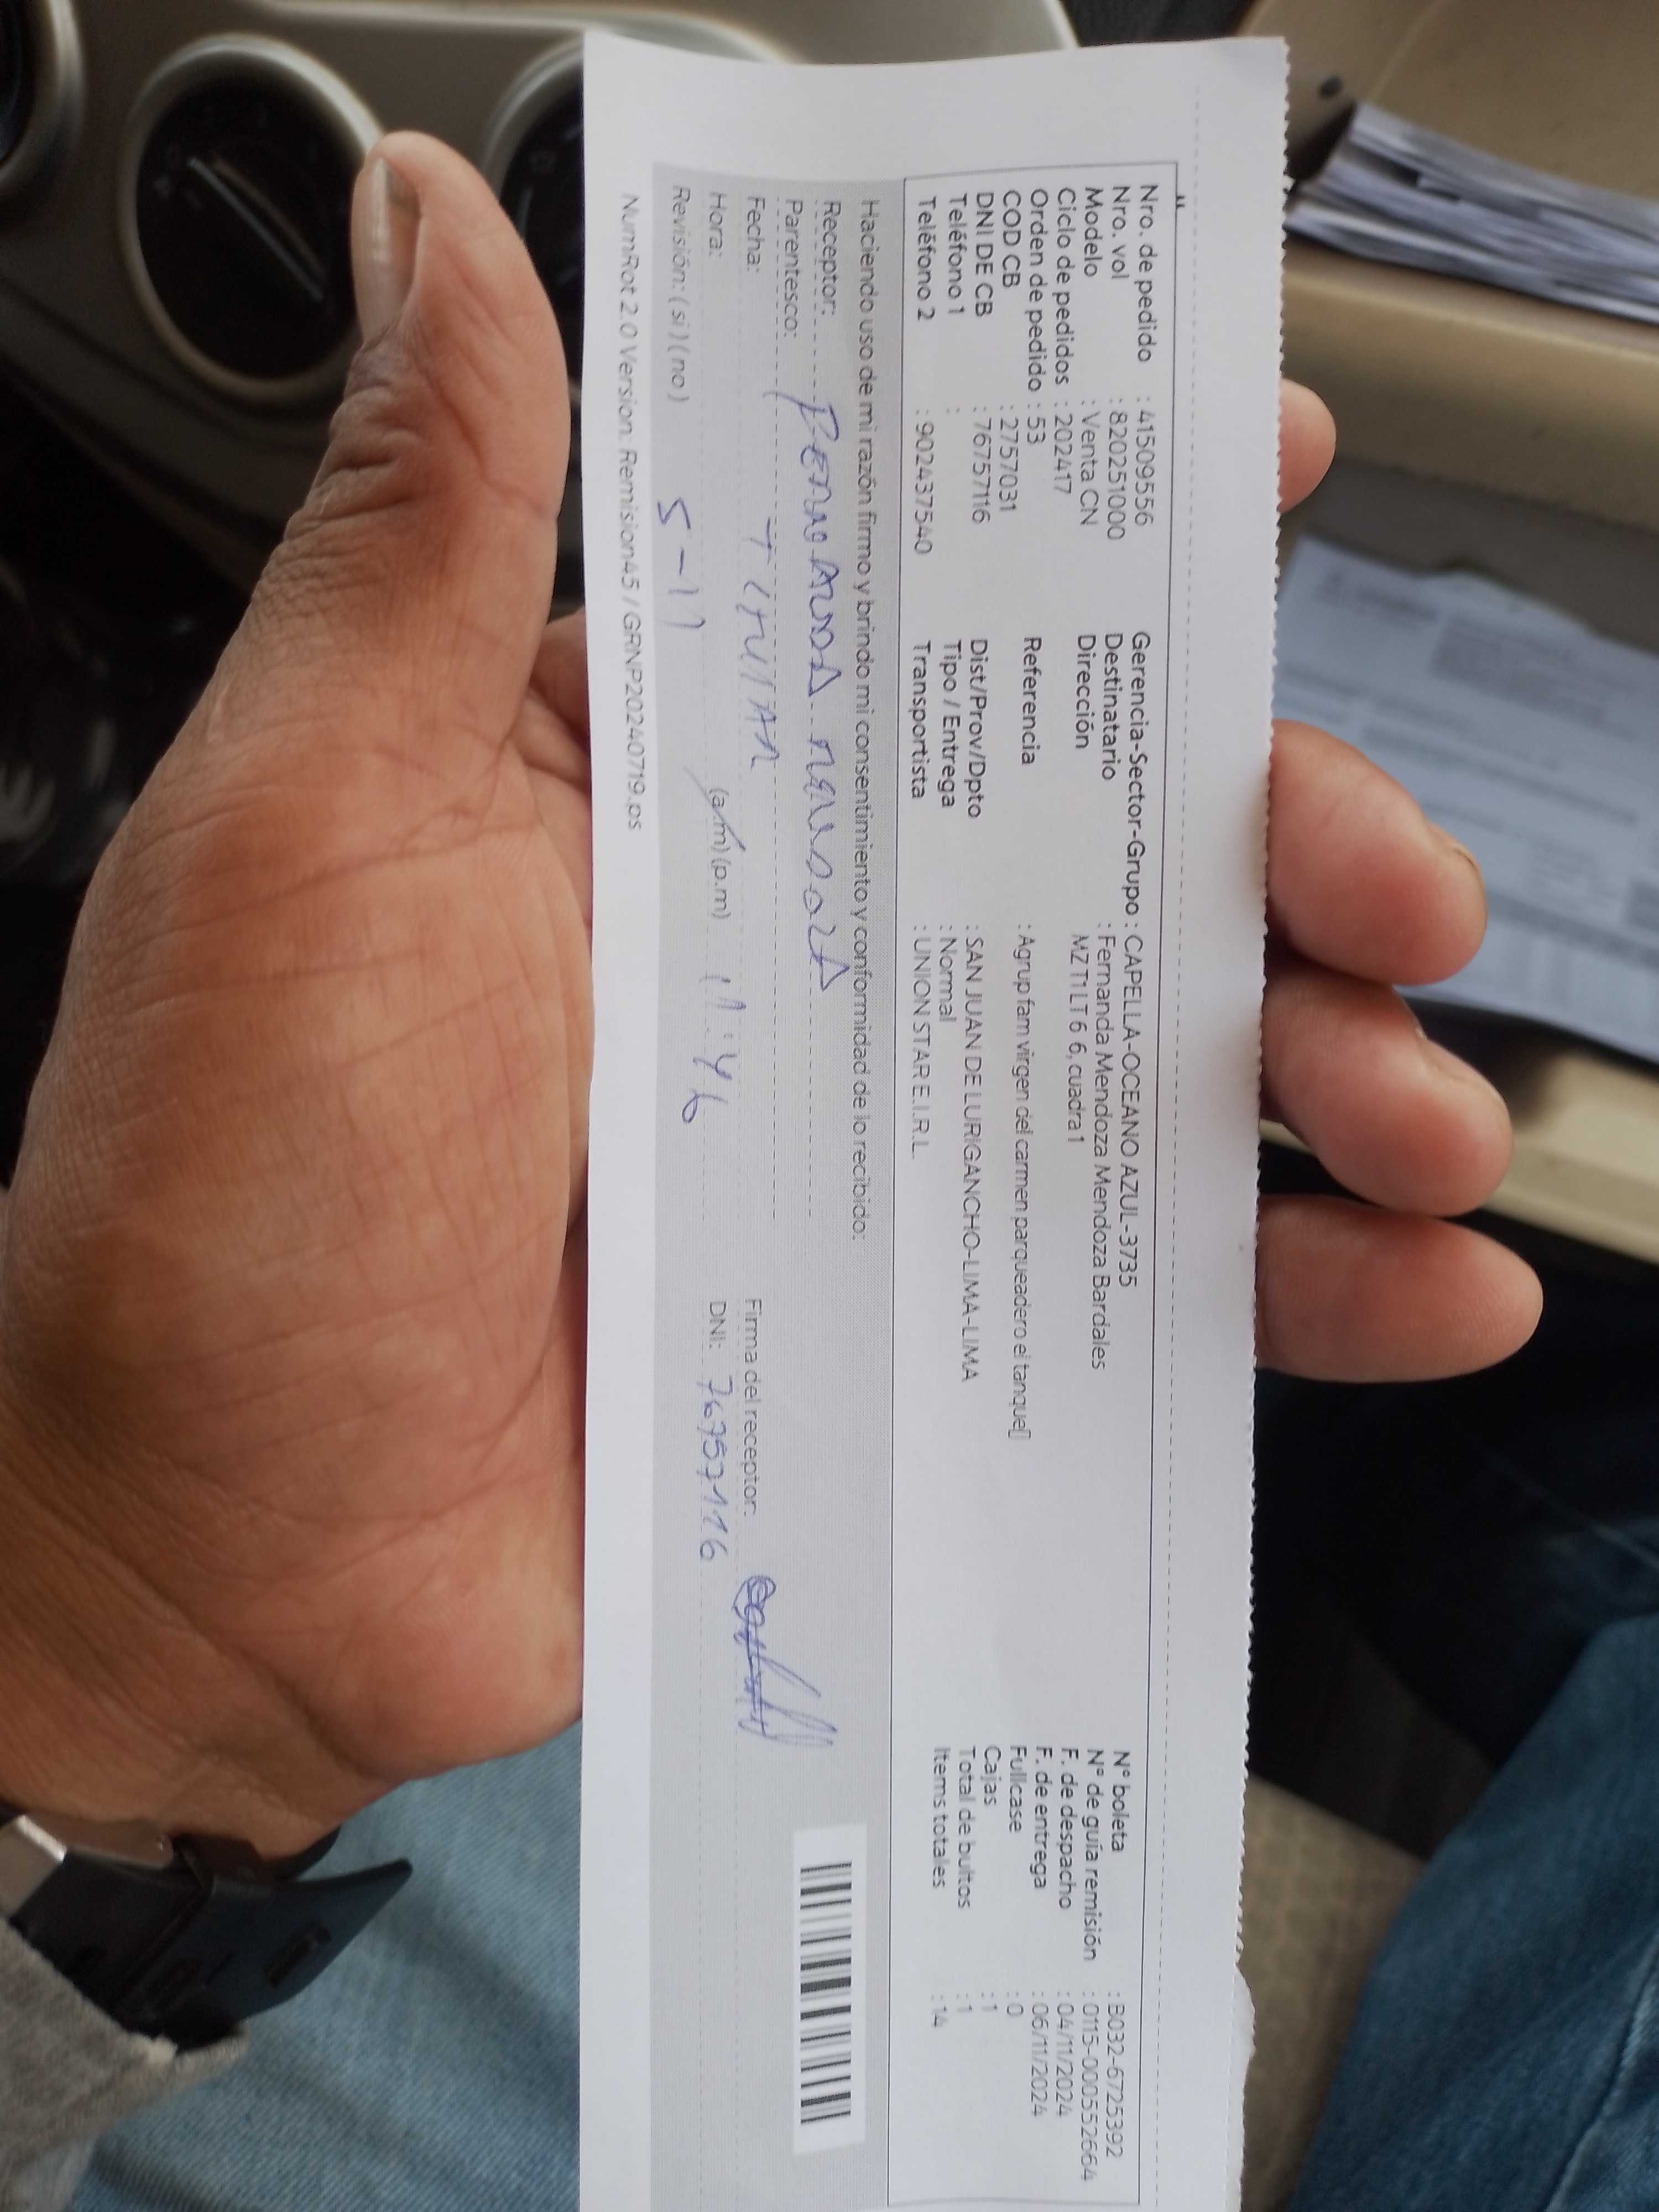 Nro. de pedido : 41509556
Nro. vol : 820251000
Modelo : Venta CN
Ciclo de pedidos : 202417
Orden de pedido : 53
COD CB : 2757031
DNI DE CB : 76757116
Teléfono 1 :
Teléfono 2 : 902437540
Gerencia-Sector-Grupo : CAPELLA-OCEANO AZUL-3735
Destinatario : Fernanda Mendoza Mendoza Bardales
Dirección MZ T1 LT 6 6, cuadra 1
Referencia : Agrup fam virgen del carmen parqueadero el tanque[]
Dist/Prov/Dpto : SAN JUAN DE LURIGANCHO-LIMA-LIMA
Tipo / Entrega : Normal
Transportista : UNION STAR E.I.R.L.
N° boleta : B032-6725392
N° de guía remisión : 0115-000552664
F. de despacho : 04/11/2024
F. de entrega : 06/11/2024
Fullcase : 0
Cajas : 1
Total de bultos : 1
Items totales : 14
Haciendo uso de mi razón firmo y brindo mi consentimiento y conformidad de lo recibido:
Receptor: FERNANDA MENDOZA
Parentesco: TITULAR
Fecha: 5-11
Hora: (a.m) (p.m) 11:46
Revisión: ( si ) ( no )
Firma del receptor:
DNI: 76757116
NumRot 2.0 Version: Remision45 / GRNP20240719.ps